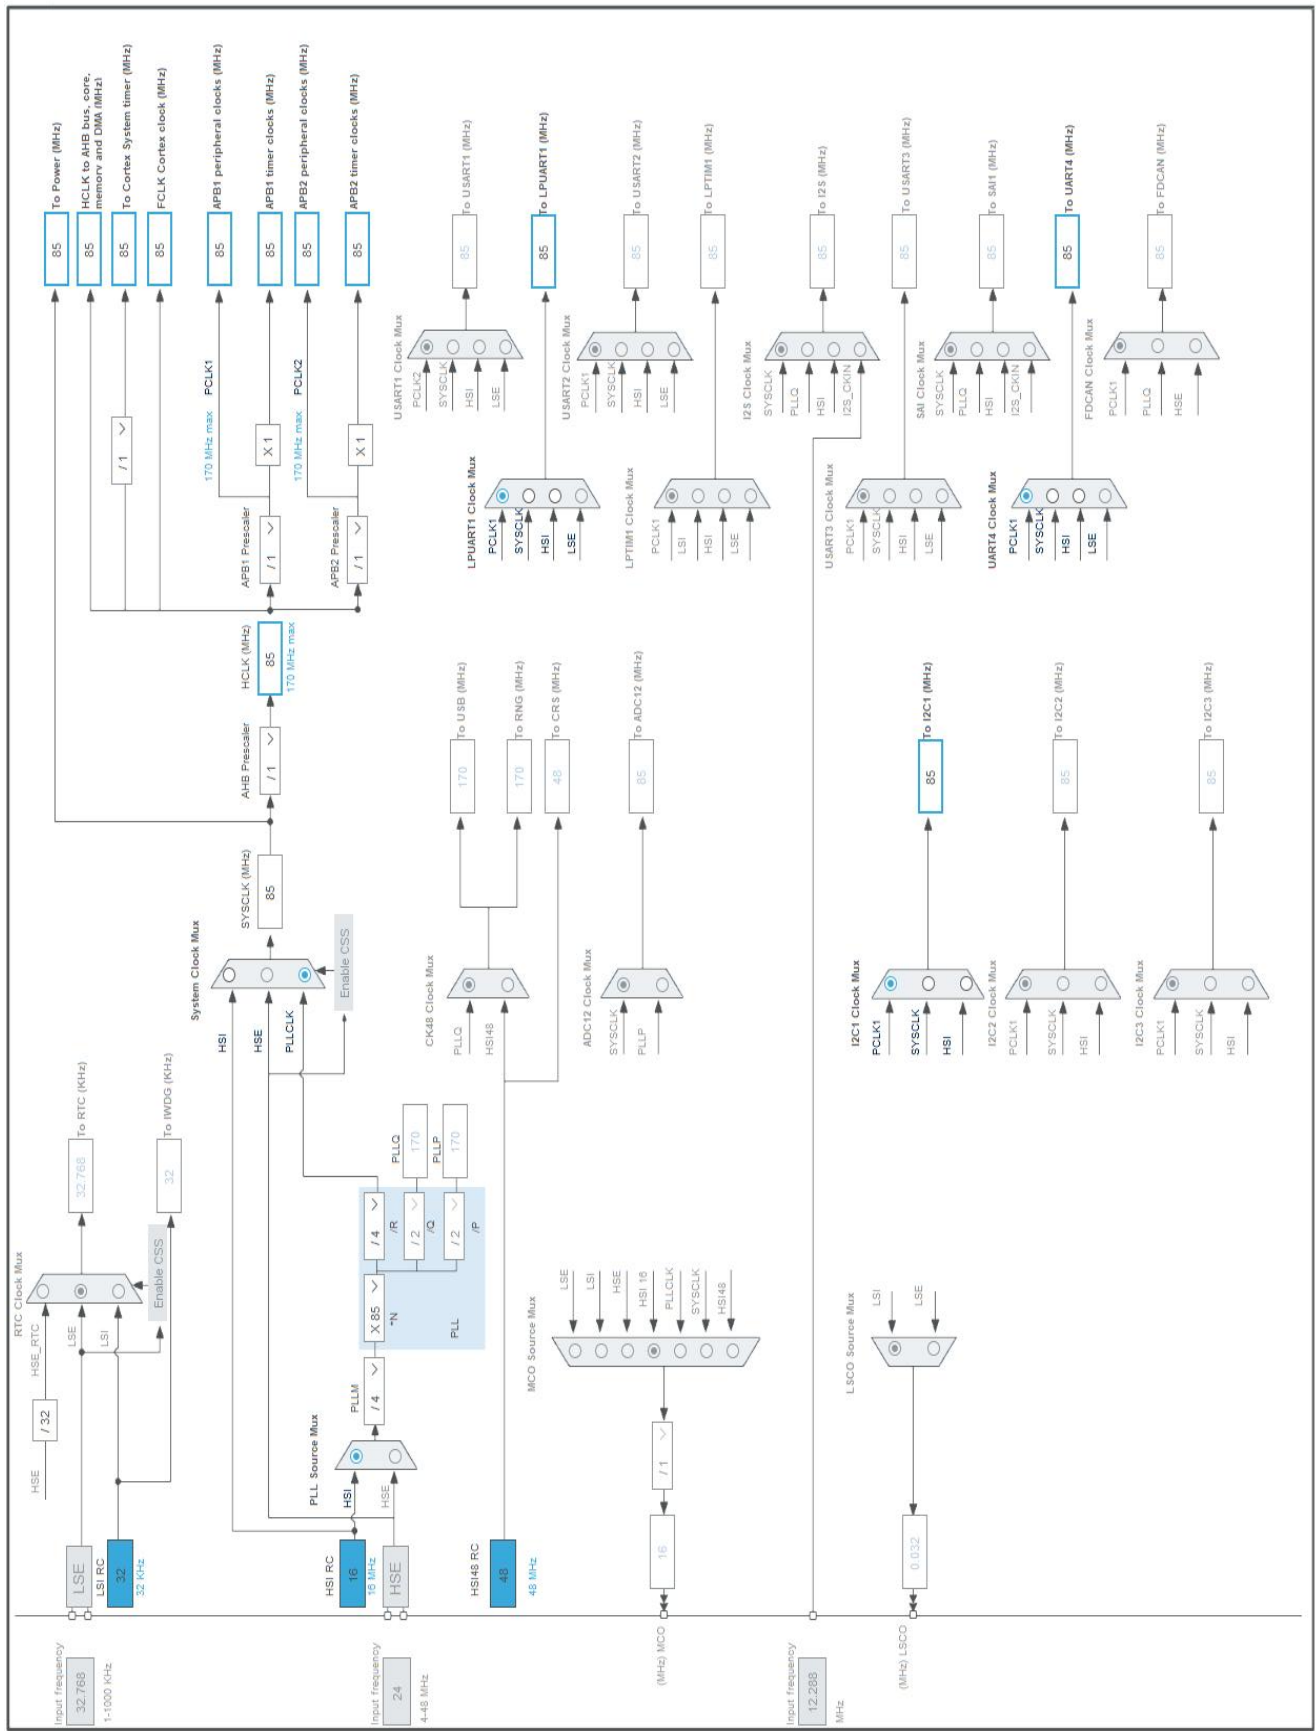 RTC Clock Mux
HSE
/ 32
HSE_RTC
LSE
LSI
Enable CSS
32.768
To RTC (KHz)
32
To IWDG (KHz)
Input frequency
32.768
1-1000 KHz
LSE
LSI RC
32
32 KHz
HSI RC
16
16 MHz
Input frequency
24
4-48 MHz
HSE
HSI48 RC
48
48 MHz
PLL Source Mux
HSI
HSE
PLLM
/ 4
X 85
*N
PLL
/ 4
/R
/ 2
/Q
/ 2
/P
PLLQ
170
PLLP
170
System Clock Mux
HSI
HSE
PLLCLK
Enable CSS
SYSCLK (MHz)
85
AHB Prescaler
/ 1
HCLK (MHz)
85
170 MHz max
APB1 Prescaler
/ 1
APB2 Prescaler
/ 1
/ 1
X 1
X 1
170 MHz max
PCLK1
170 MHz max
PCLK2
85
To Power (MHz)
85
HCLK to AHB bus, core,
memory and DMA (MHz)
85
To Cortex System timer (MHz)
85
FCLK Cortex clock (MHz)
85
APB1 peripheral clocks (MHz)
85
APB1 timer clocks (MHz)
85
APB2 peripheral clocks (MHz)
85
APB2 timer clocks (MHz)
CK48 Clock Mux
PLLQ
HSI48
170
To USB (MHz)
170
To RNG (MHz)
48
To CRS (MHz)
ADC12 Clock Mux
SYSCLK
PLLP
85
To ADC12 (MHz)
USART1 Clock Mux
PCLK2
SYSCLK
HSI
LSE
85
To USART1 (MHz)
LPUART1 Clock Mux
PCLK1
SYSCLK
HSI
LSE
85
To LPUART1 (MHz)
USART2 Clock Mux
PCLK1
SYSCLK
HSI
LSE
85
To USART2 (MHz)
LPTIM1 Clock Mux
PCLK1
LSI
HSI
LSE
85
To LPTIM1 (MHz)
I2S Clock Mux
SYSCLK
PLLQ
HSI
I2S_CKIN
85
To I2S (MHz)
USART3 Clock Mux
PCLK1
SYSCLK
HSI
LSE
85
To USART3 (MHz)
SAI Clock Mux
SYSCLK
PLLQ
HSI
I2S_CKIN
85
To SAI1 (MHz)
UART4 Clock Mux
PCLK1
SYSCLK
HSI
LSE
85
To UART4 (MHz)
FDCAN Clock Mux
PCLK1
PLLQ
HSE
85
To FDCAN (MHz)
I2C1 Clock Mux
PCLK1
SYSCLK
HSI
85
To I2C1 (MHz)
I2C2 Clock Mux
PCLK1
SYSCLK
HSI
85
To I2C2 (MHz)
I2C3 Clock Mux
PCLK1
SYSCLK
HSI
85
To I2C3 (MHz)
MCO Source Mux
LSE
LSI
HSE
HSI16
PLLCLK
SYSCLK
HSI48
/ 1
16
(MHz) MCO
LSCO Source Mux
LSI
LSE
0.032
(MHz) LSCO
Input frequency
12.288
MHz